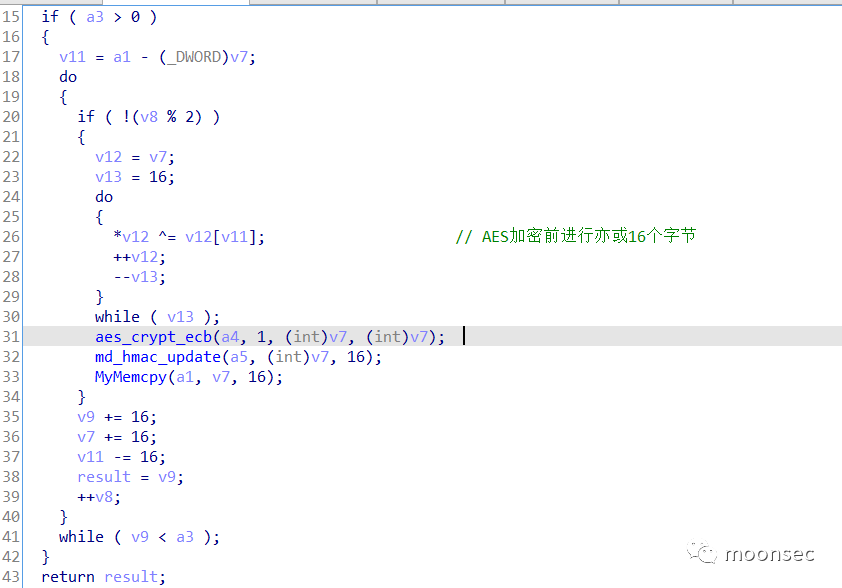 15 if ( a3 > 0 )
16 {
17 v11 = a1 - (_DWORD)v7;
18 do
19 {
20 if ( !(v8 % 2) )
21 {
22 v12 = v7;
23 v13 = 16;
24 do
25 {
26 *v12 ^= v12[v11]; // AES加密前进行亦或16个字节
27 ++v12;
28 --v13;
29 }
30 while ( v13 );
31 aes_crypt_ecb(a4, 1, (int)v7, (int)v7);
32 md_hmac_update(a5, (int)v7, 16);
33 MyMemcpy(a1, v7, 16);
34 }
35 v9 += 16;
36 v7 += 16;
37 v11 -= 16;
38 result = v9;
39 ++v8;
40 }
41 while ( v9 < a3 );
42 }
43 return result;
moonsec